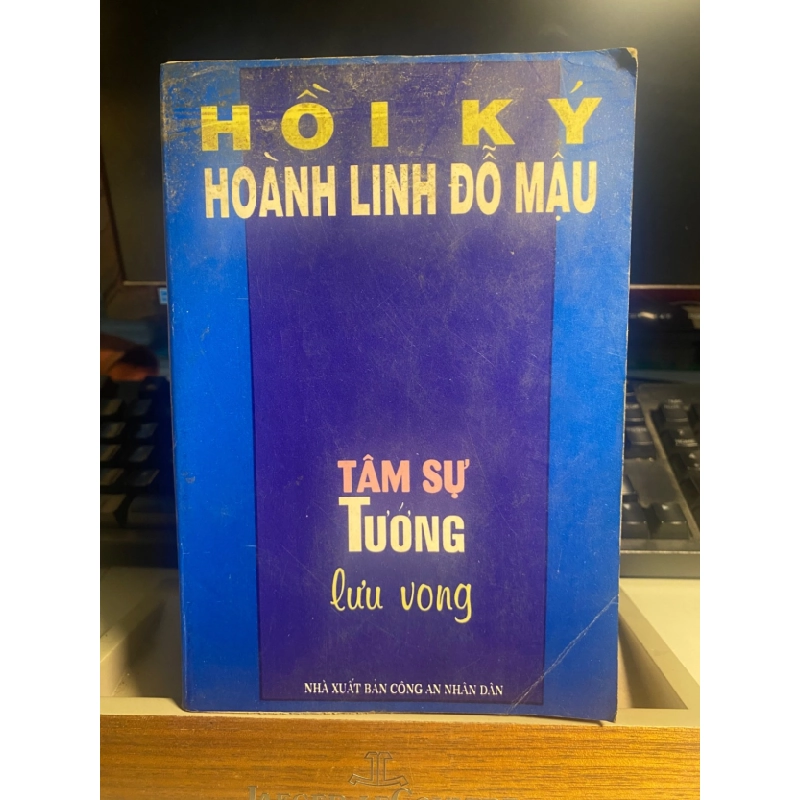 HỒI KÝ
HOÀNH LINH ĐỖ MẬU
TÂM SỰ
TƯỚNG
lưu vong
NHÀ XUẤT BẢN CÔNG AN NHÂN DÂN